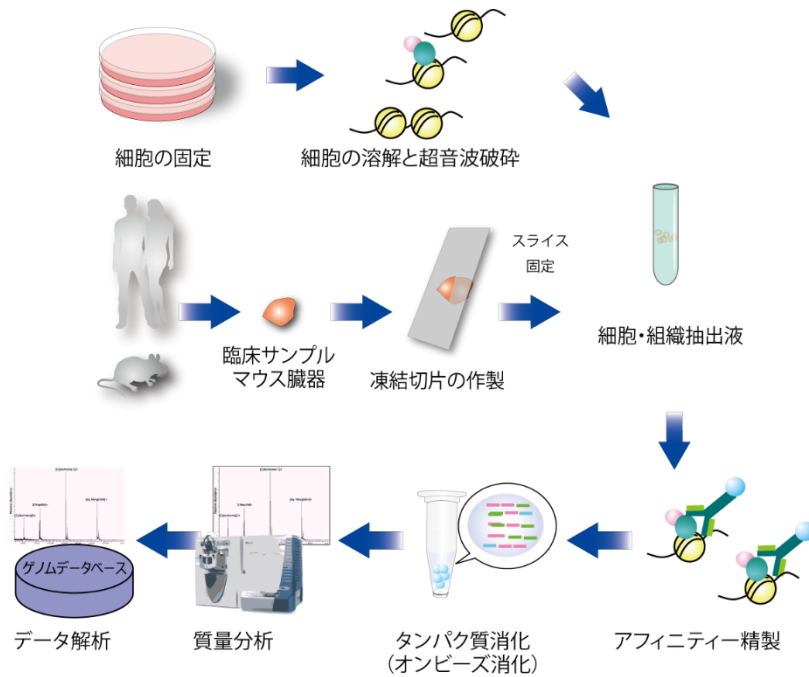 細胞の固定
細胞の溶解と超音波破砕
スライス
固定
細胞・組織抽出液
臨床サンプル
マウス臓器
凍結切片の作製
ゲノムデータベース
データ解析
質量分析
タンパク質消化
(オンビーズ消化)
アフィニティー精製